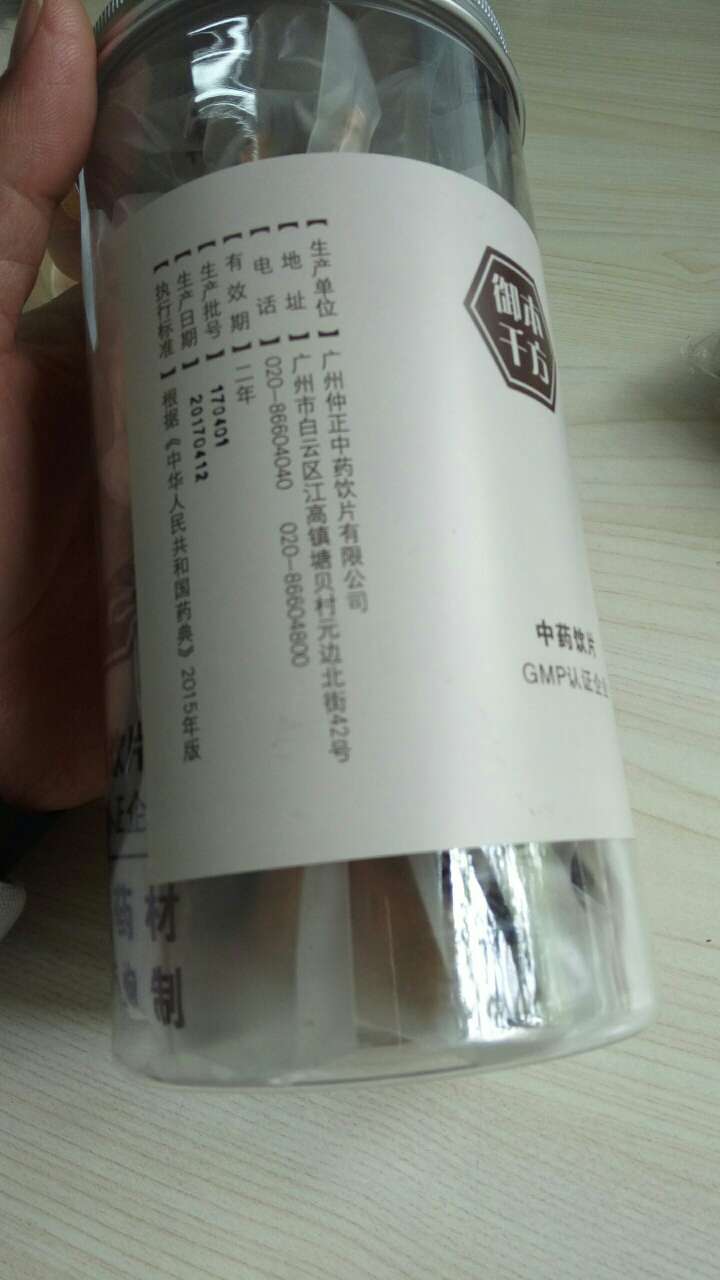 御本
千方
中药饮片
GMP认证企
【生产单位】广州仲正中药饮片有限公司
【地址】广州市白云区江高镇塘贝村元边北街42号
【电话】020-86604040 020-86604800
【有效期】二年
【生产批号】170401
【生产日期】20170412
【执行标准】根据《中华人民共和国药典》2015年版
药材
制